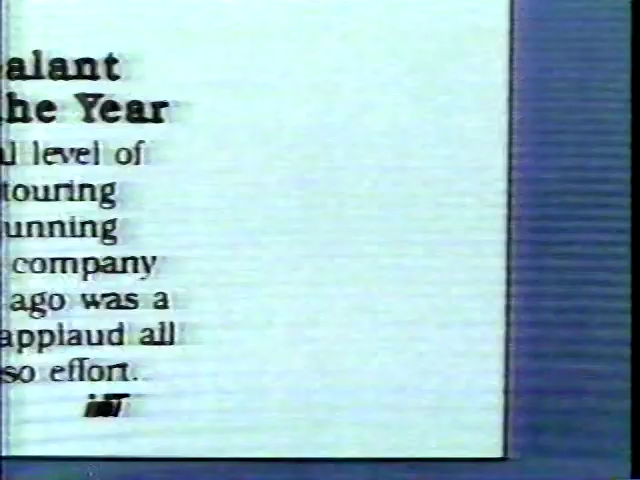 alant
he Year
l level of
touring
unning
company
ago was a
applaud all
so effort.